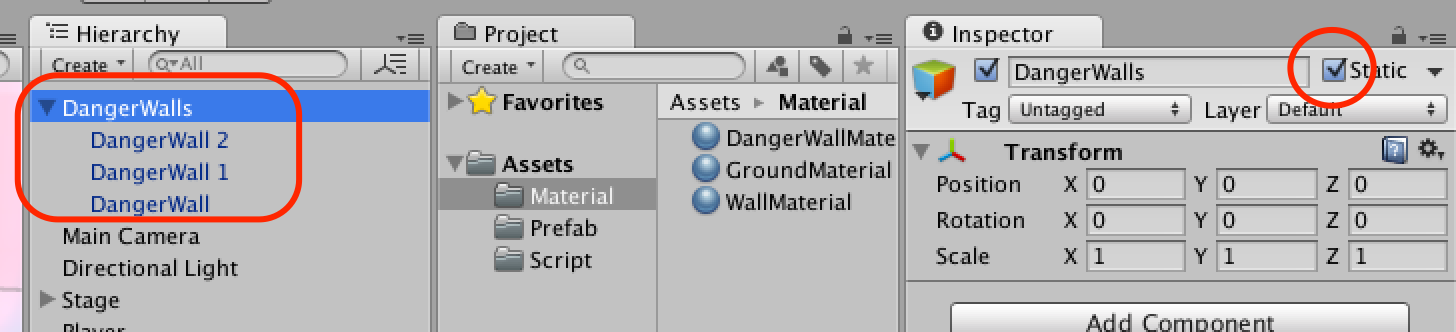 Hierarchy
Create
All
DangerWalls
DangerWall 2
DangerWall 1
DangerWall
Main Camera
Directional Light
Stage
Player
Project
Create
Favorites
Assets
Material
Prefab
Script
Assets ▸ Material
DangerWallMate
GroundMaterial
WallMaterial
Inspector
DangerWalls Static
Tag Untagged Layer Default
Transform
Position X 0 Y 0 Z 0
Rotation X 0 Y 0 Z 0
Scale X 1 Y 1 Z 1
Add Component